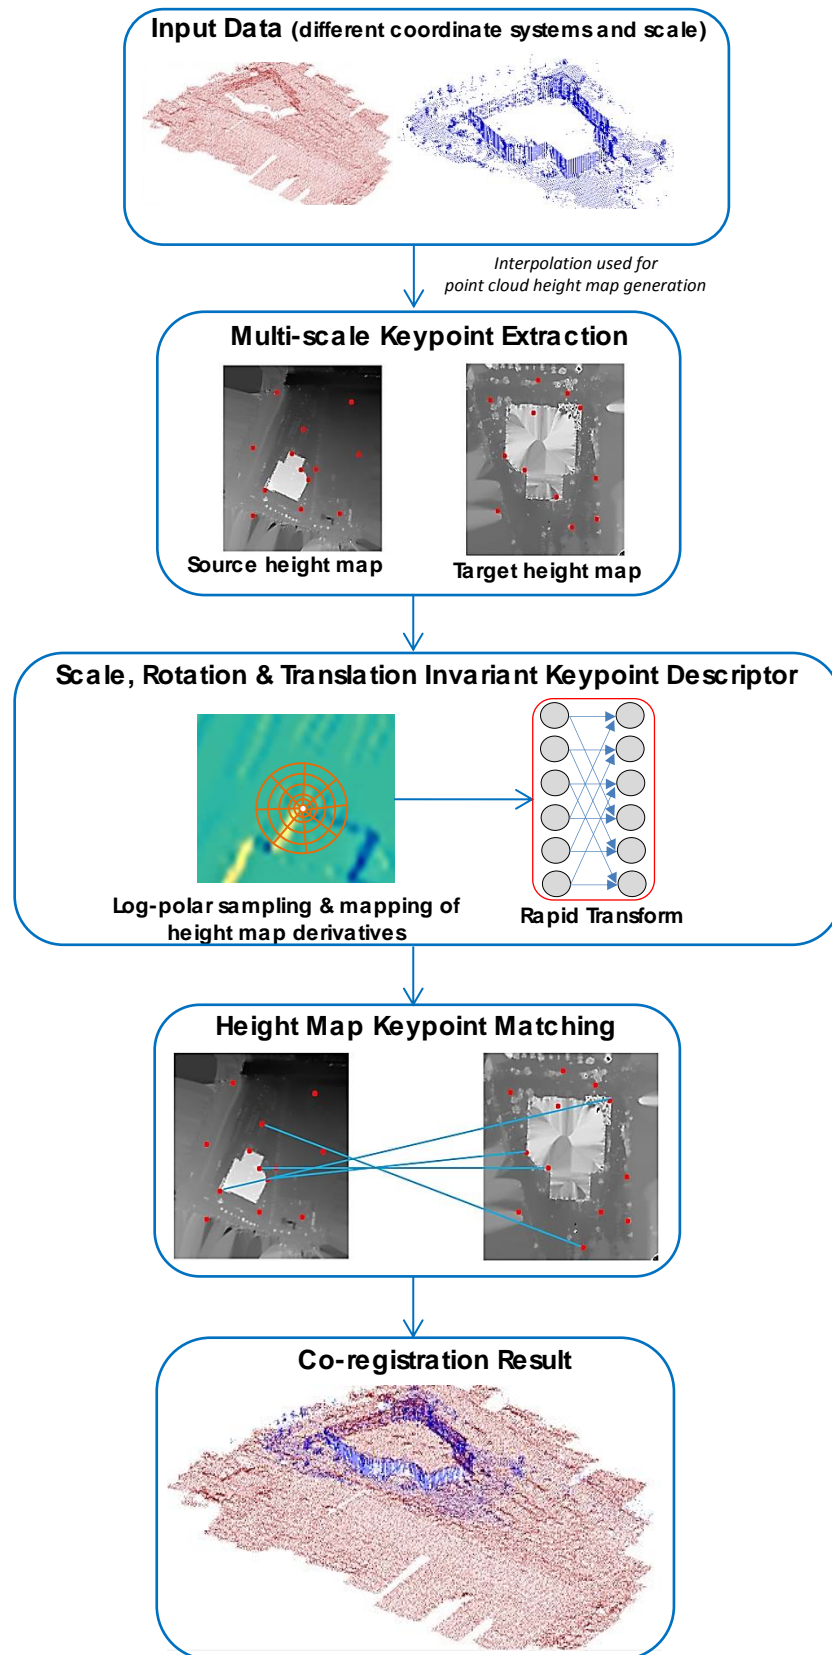 Input Data (different coordinate systems and scale)
Interpolation used for
point cloud height map generation
Multi-scale Keypoint Extraction
Source height map
Target height map
Scale, Rotation & Translation Invariant Keypoint Descriptor
Log-polar sampling & mapping of
height map derivatives
Rapid Transform
Height Map Keypoint Matching
Co-registration Result